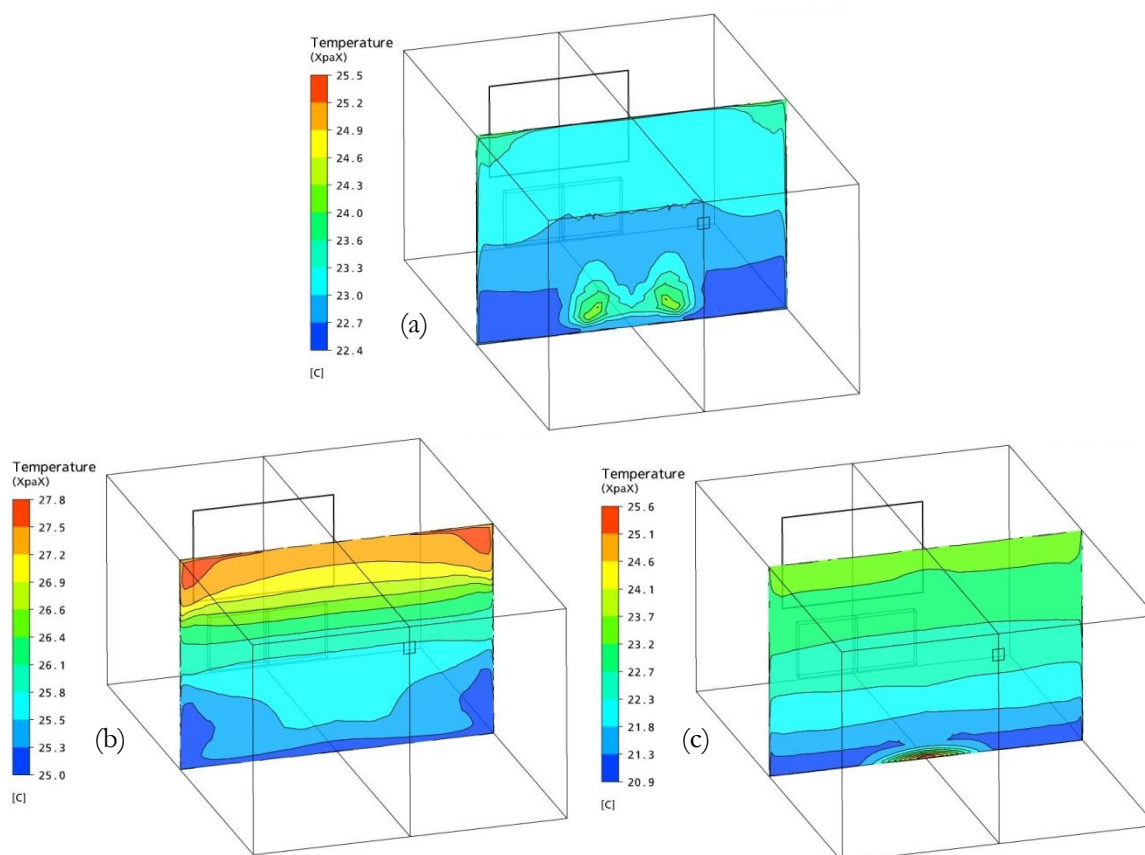 Temperature
(XpaX)
25.5
25.2
24.9
24.6
24.3
24.0
23.6
23.3
23.0
22.7
22.4
[C]
(a)
Temperature
(XpaX)
27.8
27.5
27.2
26.9
26.6
26.4
26.1
25.8
25.5
25.3
25.0
[C]
(b)
Temperature
(XpaX)
25.6
25.1
24.6
24.1
23.7
23.2
22.7
22.3
21.8
21.3
20.9
[C]
(c)